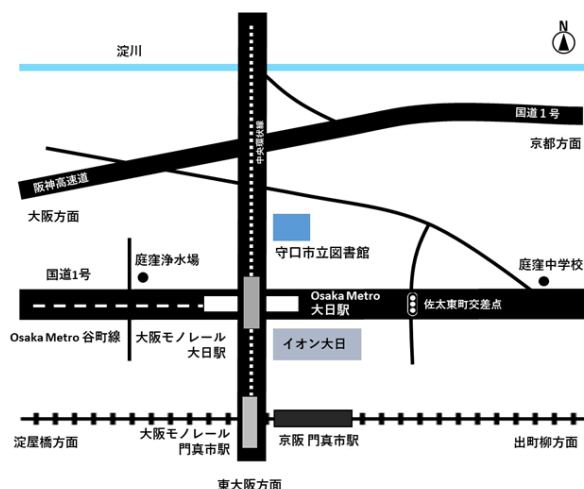 N
淀川
国道１号
中央環状線
京都方面
阪神高速道
大阪方面
守口市立図書館
庭窪浄水場
庭窪中学校
国道1号
Osaka Metro
大日駅
佐太東町交差点
Osaka Metro 谷町線
大阪モノレール
大日駅
イオン大日
淀屋橋方面
大阪モノレール
門真市駅
京阪 門真市駅
出町柳方面
東大阪方面